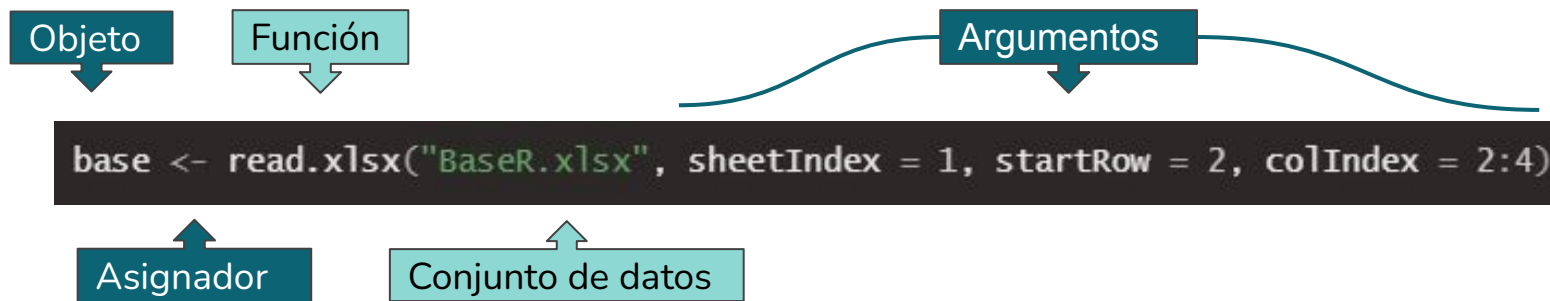 Objeto
Función
Argumentos
base <- read.xlsx("BaseR.xlsx", sheetIndex = 1, startRow = 2, colIndex = 2:4)
Asignador
Conjunto de datos